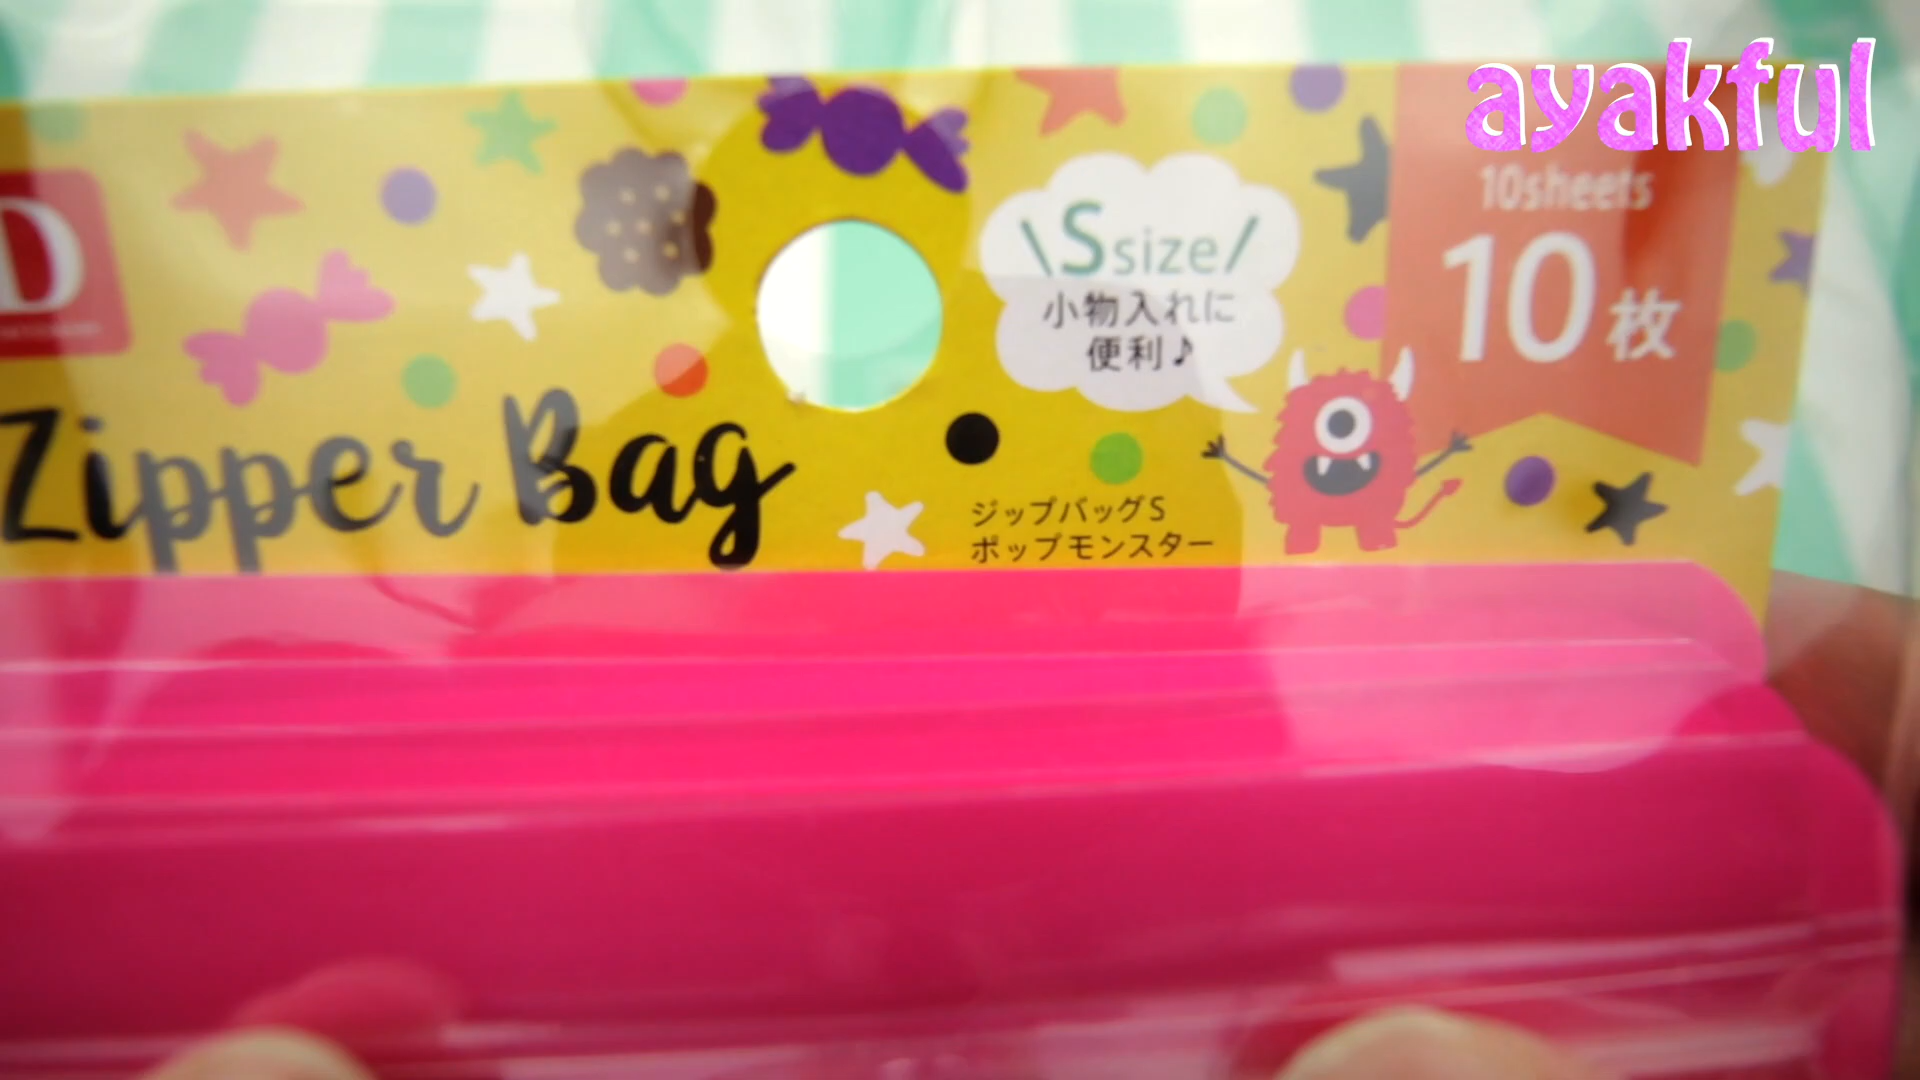 ayakful
10sheets
10枚
D
\Ssize/
小物入れに
便利♪
Zipper Bag
ジップバッグS
ポップモンスター